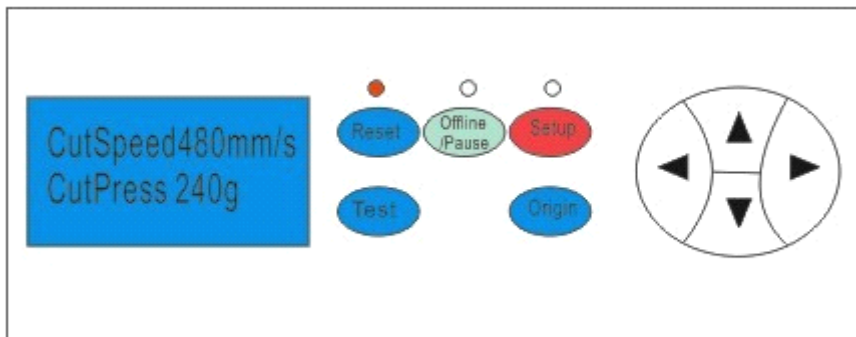 CutSpeed480mm/s
CutPress 240g
Reset
Offline
/Pause
Setup
Test
Origin